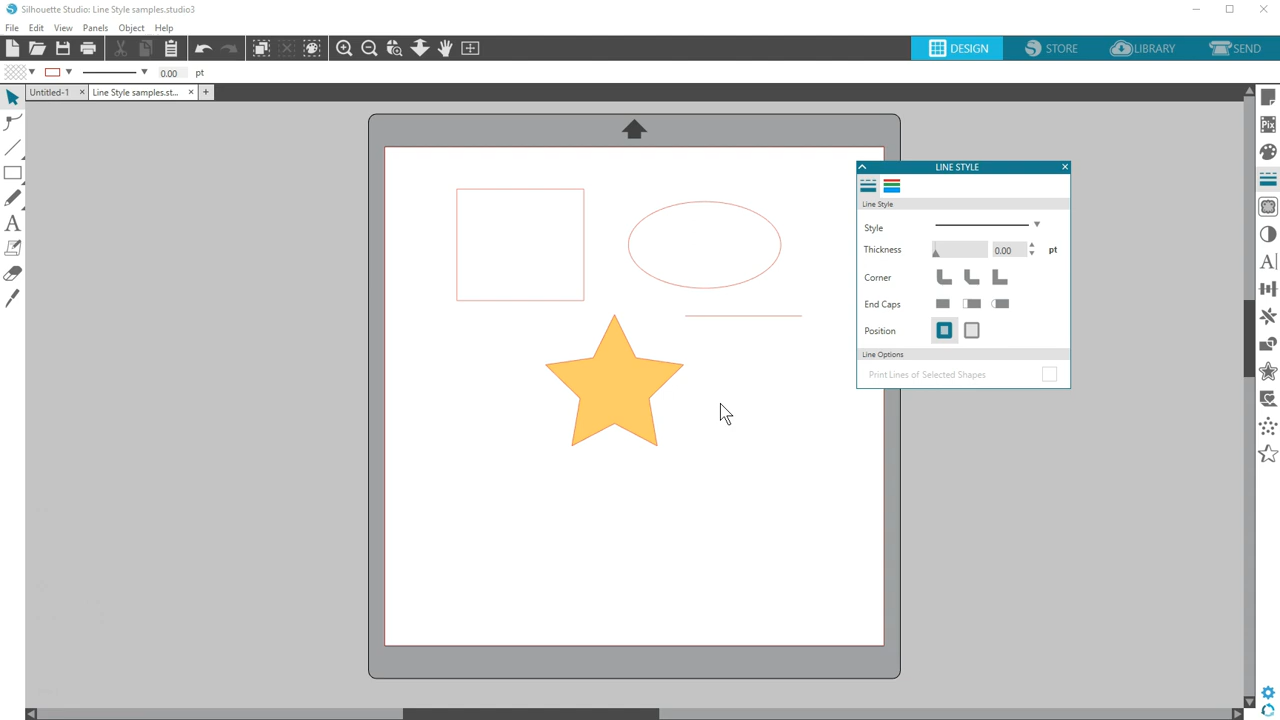 Silhouette Studio: Line Style samples.studio3
File Edit View Panels Object Help
DESIGN STORE LIBRARY SEND
0.00 pt
Untitled-1 × Line Style samples.st... × +
LINE STYLE
Line Style
Style
Thickness 0.00 pt
Corner
End Caps
Position
Line Options
Print Lines of Selected Shapes
Pix
A
A